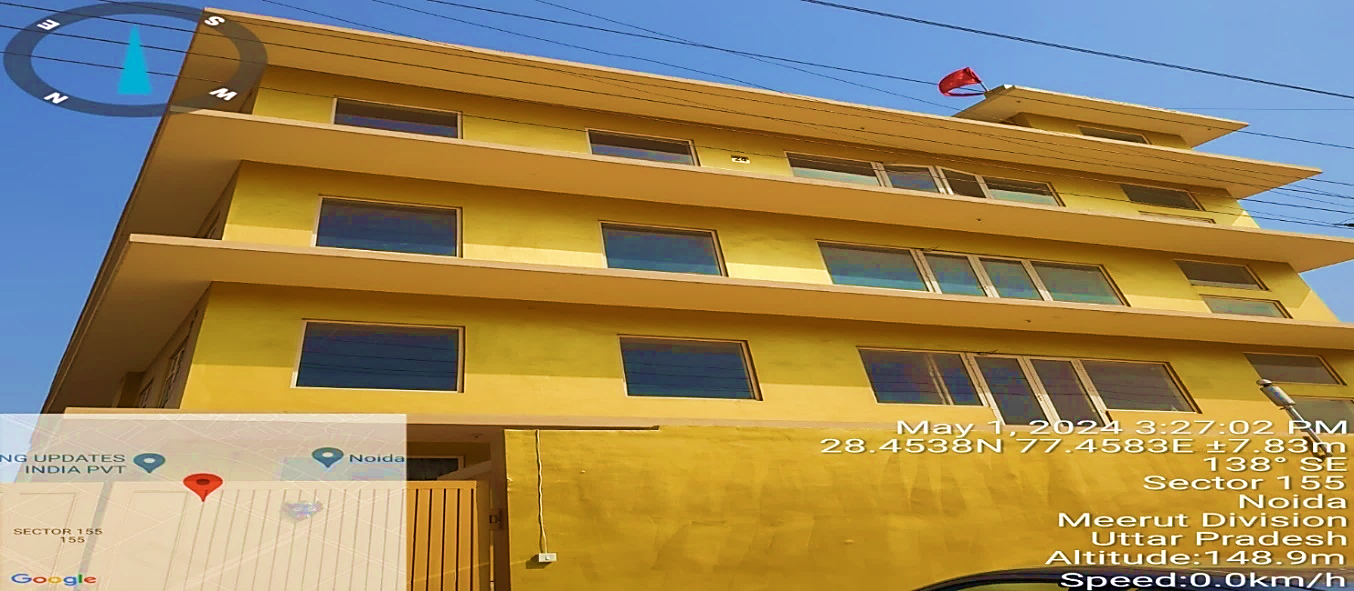 E
S
N
W
May 1, 2024 3:27:02 PM
28.4538N 77.4583E ±7.83m
138° SE
Sector 155
Noida
Meerut Division
Uttar Pradesh
Altitude:148.9m
Speed:0.0km/h
NG UPDATES
INDIA PVT
Noida
SECTOR 155
155
Google